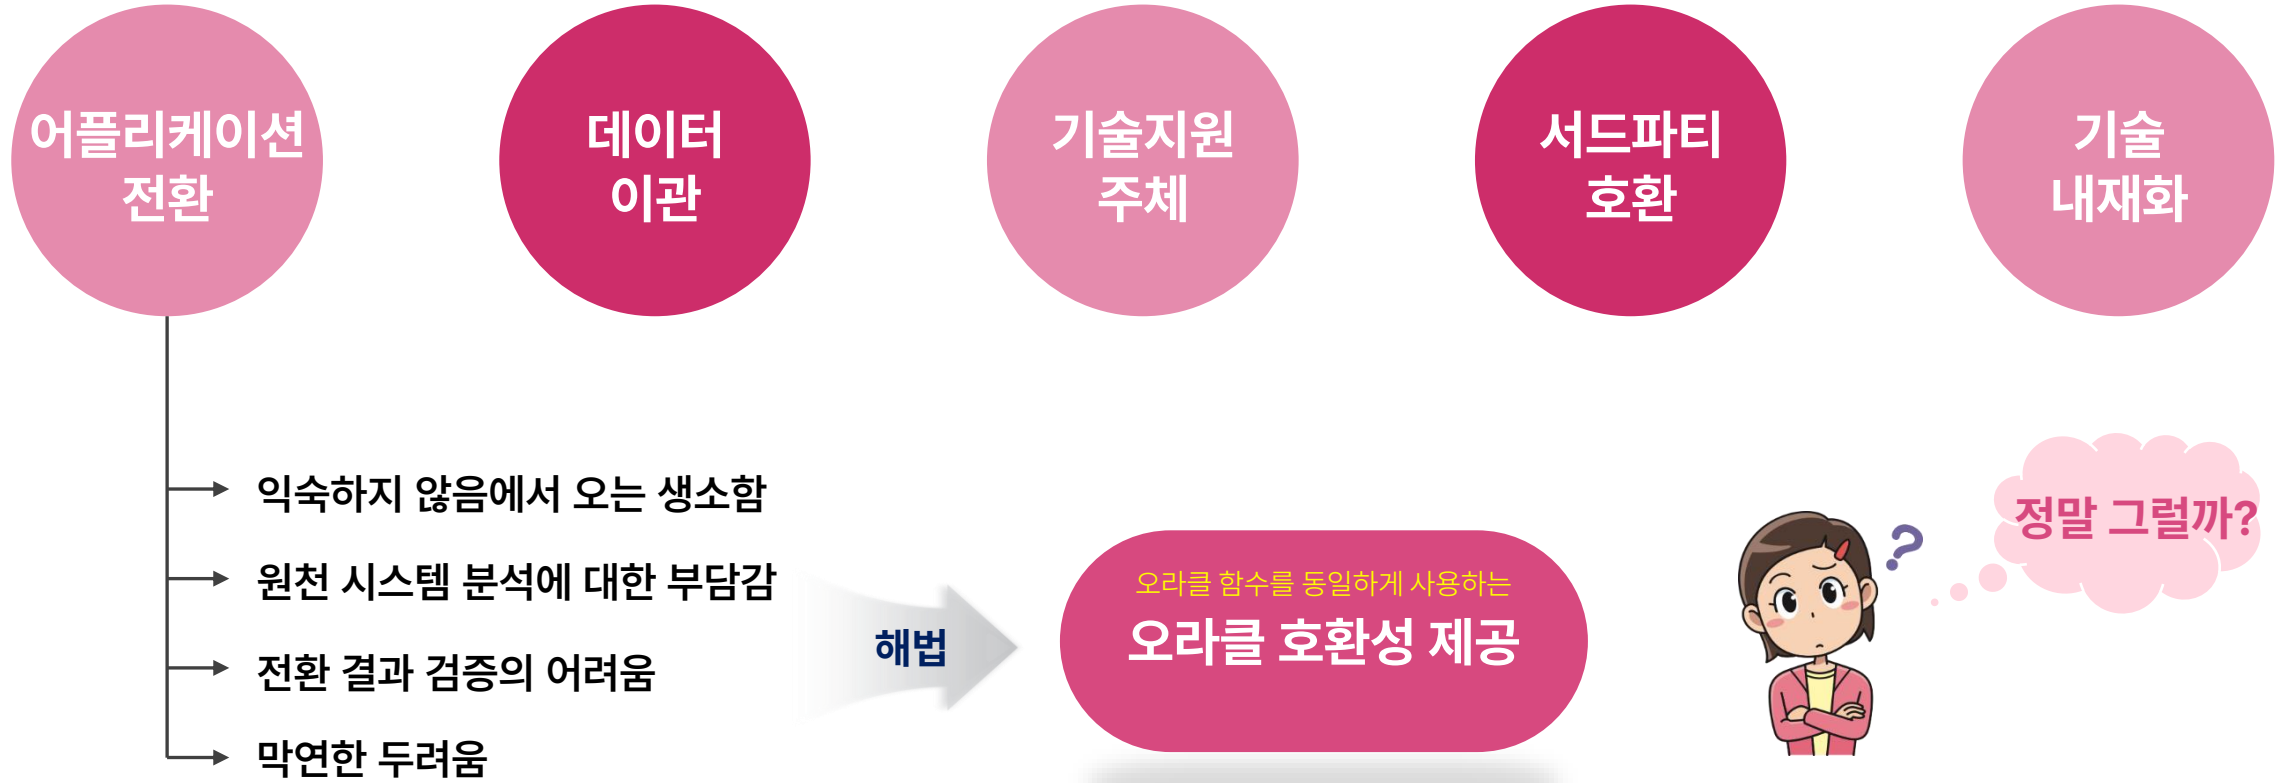 어플리케이션
전환
데이터
이관
기술지원
주체
서드파티
호환
기술
내재화
익숙하지 않음에서 오는 생소함
원천 시스템 분석에 대한 부담감
전환 결과 검증의 어려움
막연한 두려움
해법
오라클 함수를 동일하게 사용하는
오라클 호환성 제공
?
정말 그럴까?